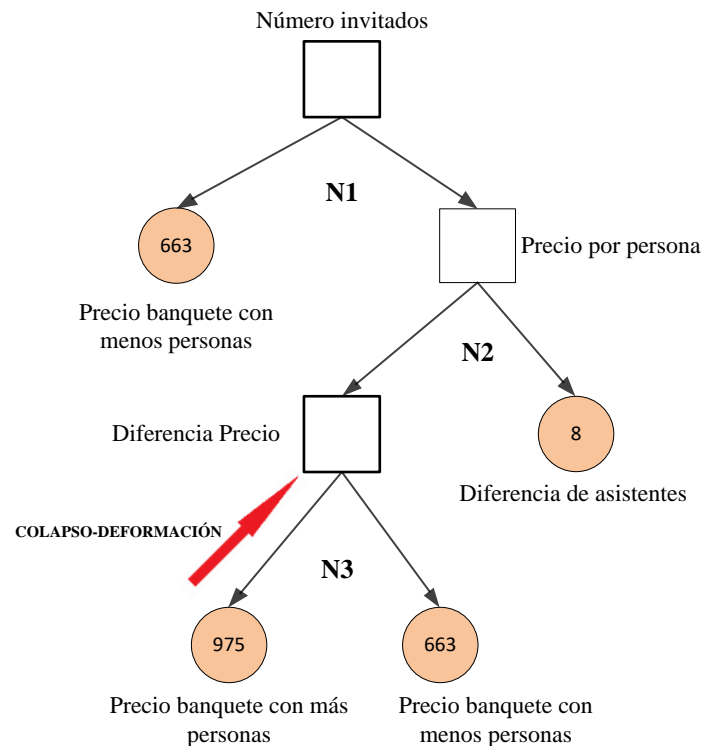 Número invitados
N1
663
Precio por persona
Precio banquete con
menos personas
N2
Diferencia Precio
8
Diferencia de asistentes
COLAPSO-DEFORMACIÓN
N3
975
663
Precio banquete con más
personas
Precio banquete con
menos personas